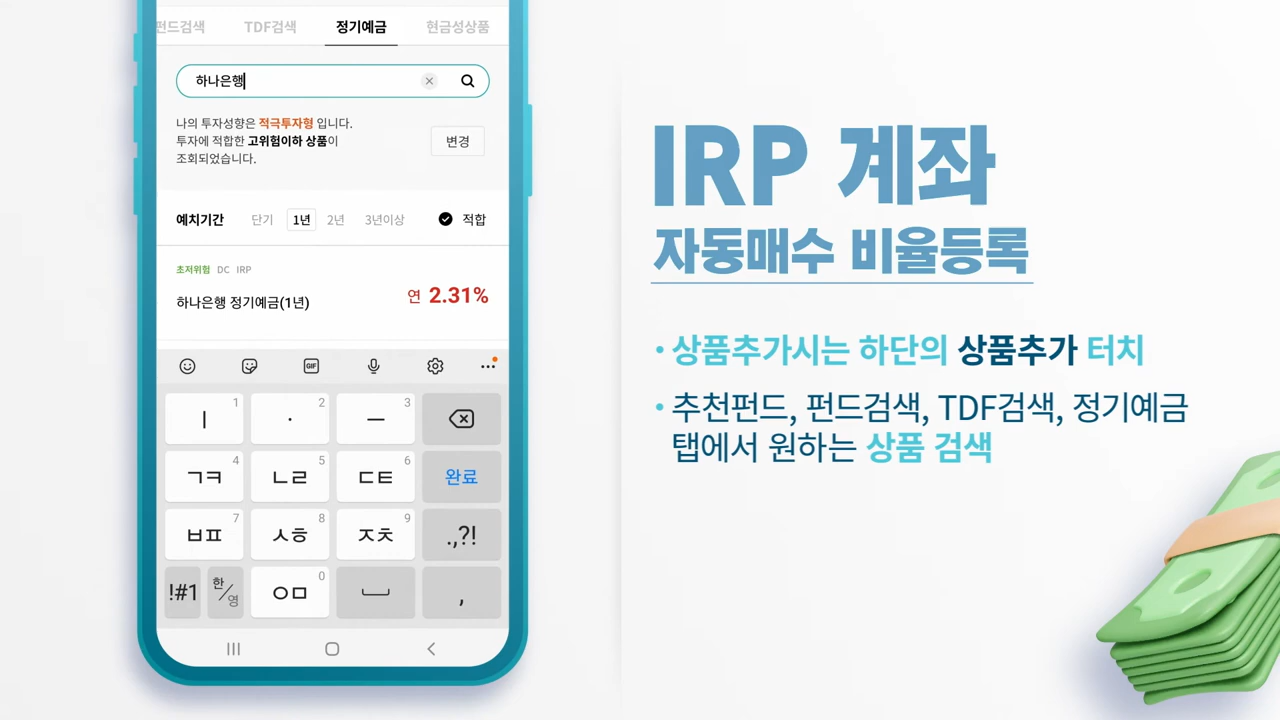 펀드검색 TDF검색 정기예금 현금성상품
하나은행
나의 투자성향은 적극투자형 입니다.
투자에 적합한 고위험이하 상품이
조회되었습니다.
변경
예치기간 단기 1년 2년 3년이상 적합
초저위험 DC IRP
하나은행 정기예금(1년) 연 2.31%
GIF
ㅣ 1 · 2 ㅡ 3
ㄱㅋ 4 ㄴㄹ 5 ㄷㅌ 6 완료
ㅂㅍ 7 ㅅㅎ 8 ㅈㅊ 9 .,?!
!#1 한/영 ㅇㅁ 0 ,
IRP 계좌
자동매수 비율등록
• 상품추가시는 하단의 상품추가 터치
• 추천펀드, 펀드검색, TDF검색, 정기예금
탭에서 원하는 상품 검색